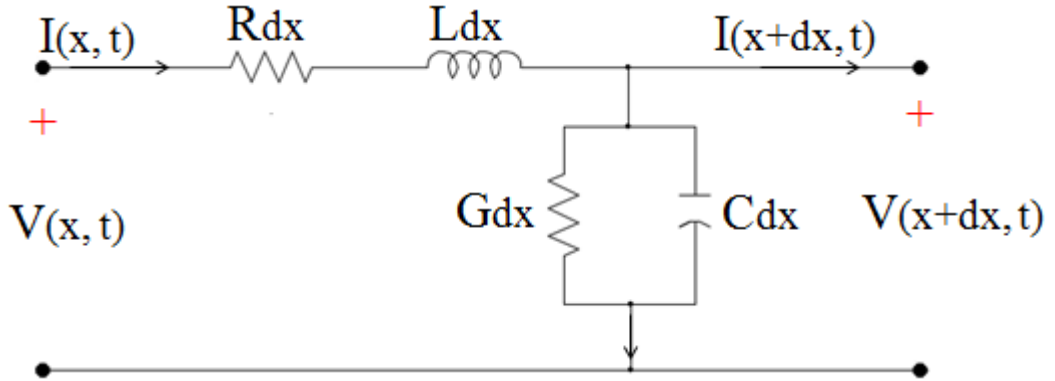 I(x, t) Rdx Ldx I(x+dx, t)
+ +
V(x, t) Gdx Cdx V(x+dx, t)